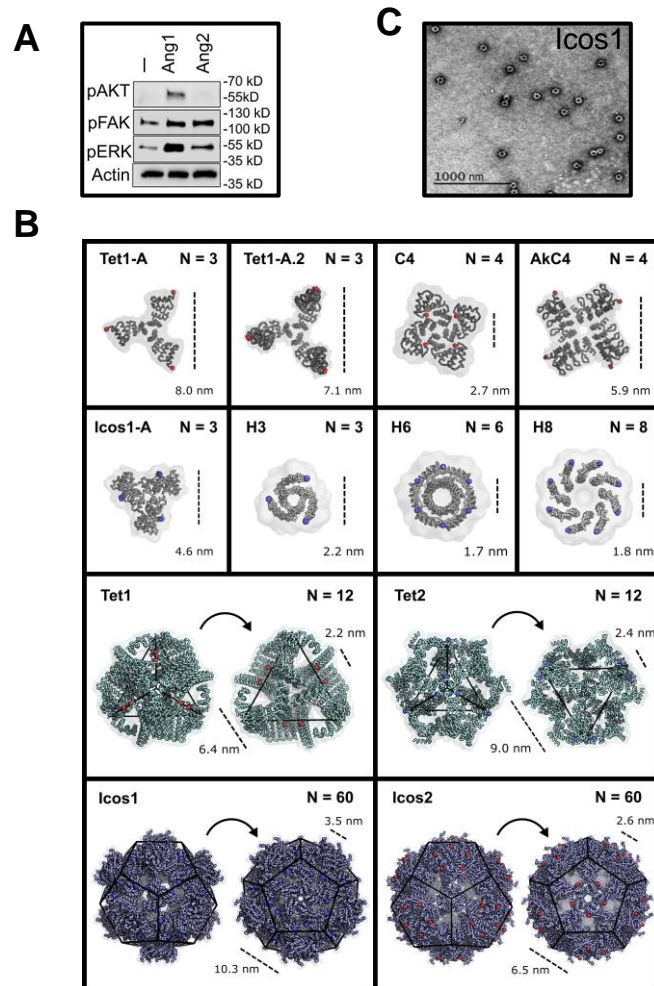 A
— Ang1 Ang2
pAKT -70 kD
-55kD
pFAK -130 kD
-100 kD
pERK -55 kD
-35 kD
Actin -35 kD
C
Icos1
1000 nm
B
Tet1-A N = 3
8.0 nm
Tet1-A.2 N = 3
7.1 nm
C4 N = 4
2.7 nm
AkC4 N = 4
5.9 nm
Icos1-A N = 3
4.6 nm
H3 N = 3
2.2 nm
H6 N = 6
1.7 nm
H8 N = 8
1.8 nm
Tet1 N = 12
2.2 nm
6.4 nm
Tet2 N = 12
2.4 nm
9.0 nm
Icos1 N = 60
3.5 nm
10.3 nm
Icos2 N = 60
2.6 nm
6.5 nm